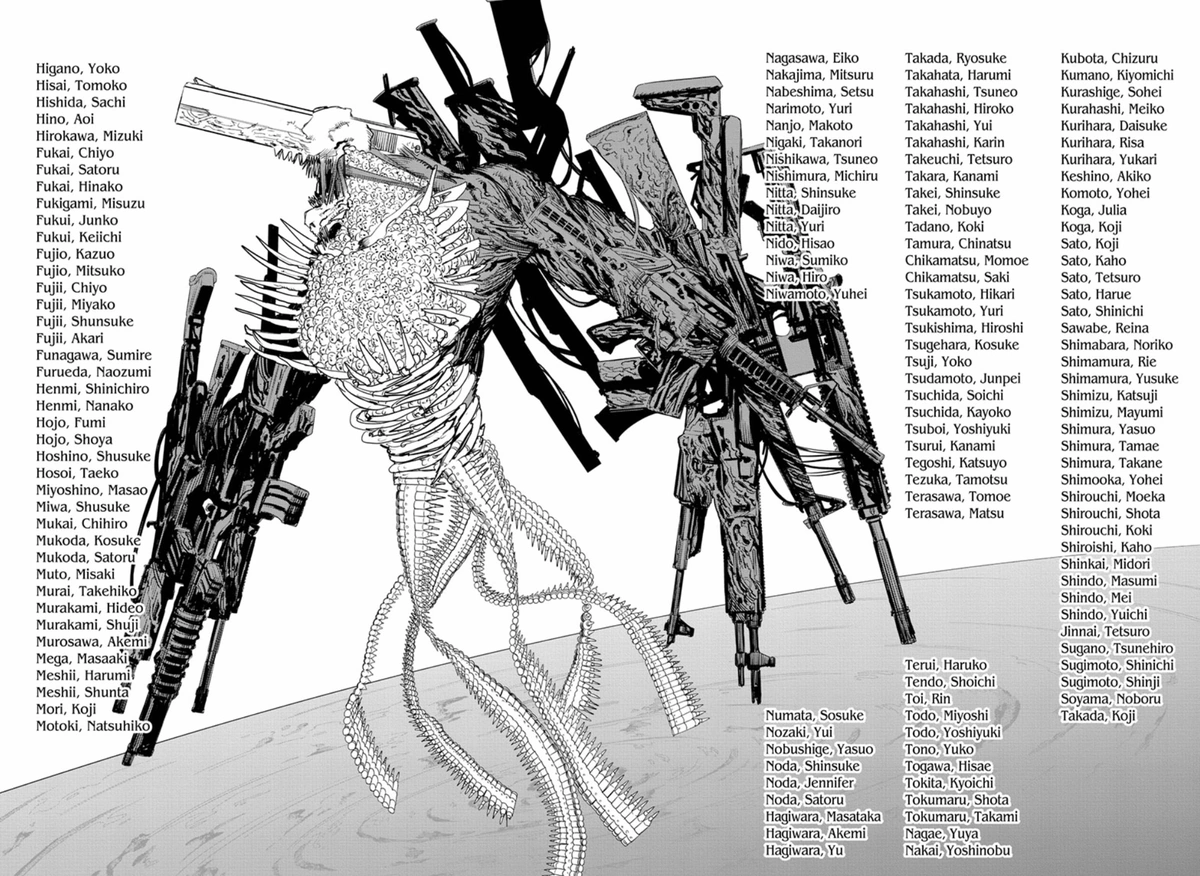 Higano, Yoko
Hisai, Tomoko
Hishida, Sachi
Hino, Aoi
Hirokawa, Mizuki
Fukai, Chiyo
Fukai, Satoru
Fukai, Hinako
Fukigami, Misuzu
Fukui, Junko
Fukui, Keiichi
Fujio, Kazuo
Fujio, Mitsuko
Fujii, Chiyo
Fujii, Miyako
Fujii, Shunsuke
Fujii, Akari
Funagawa, Sumire
Furueda, Naozumi
Henmi, Shinichiro
Henmi, Nanako
Hojo, Fumi
Hojo, Shoya
Hoshino, Shusuke
Hosoi, Taeko
Miyoshino, Masao
Miwa, Shusuke
Mukai, Chihiro
Mukoda, Kosuke
Mukoda, Satoru
Muto, Misaki
Murai, Takehiko
Murakami, Hideo
Murakami, Shuji
Murosawa, Akemi
Mega, Masaaki
Meshii, Harumi
Meshii, Shunta
Mori, Koji
Motoki, Natsuhiko
Nagasawa, Eiko
Nakajima, Mitsuru
Nabeshima, Setsu
Narimoto, Yuri
Nanjo, Makoto
Nigaki, Takanori
Nishikawa, Tsuneo
Nishimura, Michiru
Nitta, Shinsuke
Nitta, Daijiro
Nitta, Yuri
Nido, Hisao
Niwa, Sumiko
Niwa, Hiro
Niwamoto, Yuhei
Numata, Sosuke
Nozaki, Yui
Nobushige, Yasuo
Noda, Shinsuke
Noda, Jennifer
Noda, Satoru
Hagiwara, Masataka
Hagiwara, Akemi
Hagiwara, Yu
Takada, Ryosuke
Takahata, Harumi
Takahashi, Tsuneo
Takahashi, Hiroko
Takahashi, Yui
Takahashi, Karin
Takeuchi, Tetsuro
Takara, Kanami
Takei, Shinsuke
Takei, Nobuyo
Tadano, Koki
Tamura, Chinatsu
Chikamatsu, Momoe
Chikamatsu, Saki
Tsukamoto, Hikari
Tsukamoto, Yuri
Tsukishima, Hiroshi
Tsugehara, Kosuke
Tsuji, Yoko
Tsudamoto, Junpei
Tsuchida, Soichi
Tsuchida, Kayoko
Tsuboi, Yoshiyuki
Tsurui, Kanami
Tegoshi, Katsuyo
Tezuka, Tamotsu
Terasawa, Tomoe
Terasawa, Matsu
Terui, Haruko
Tendo, Shoichi
Toi, Rin
Todo, Miyoshi
Todo, Yoshiyuki
Tono, Yuko
Togawa, Hisae
Tokita, Kyoichi
Tokumaru, Shota
Tokumaru, Takami
Nagae, Yuya
Nakai, Yoshinobu
Kubota, Chizuru
Kumano, Kiyomichi
Kurashige, Sohei
Kurahashi, Meiko
Kurihara, Daisuke
Kurihara, Risa
Kurihara, Yukari
Keshino, Akiko
Komoto, Yohei
Koga, Julia
Koga, Koji
Sato, Koji
Sato, Kaho
Sato, Tetsuro
Sato, Harue
Sato, Shinichi
Sawabe, Reina
Shimabara, Noriko
Shimamura, Rie
Shimamura, Yusuke
Shimizu, Katsuji
Shimizu, Mayumi
Shimura, Yasuo
Shimura, Tamae
Shimura, Takane
Shimooka, Yohei
Shirouchi, Moeka
Shirouchi, Shota
Shirouchi, Koki
Shiroishi, Kaho
Shinkai, Midori
Shindo, Masumi
Shindo, Mei
Shindo, Yuichi
Jinnai, Tetsuro
Sugano, Tsunehiro
Sugimoto, Shinichi
Sugimoto, Shinji
Soyama, Noboru
Takada, Koji